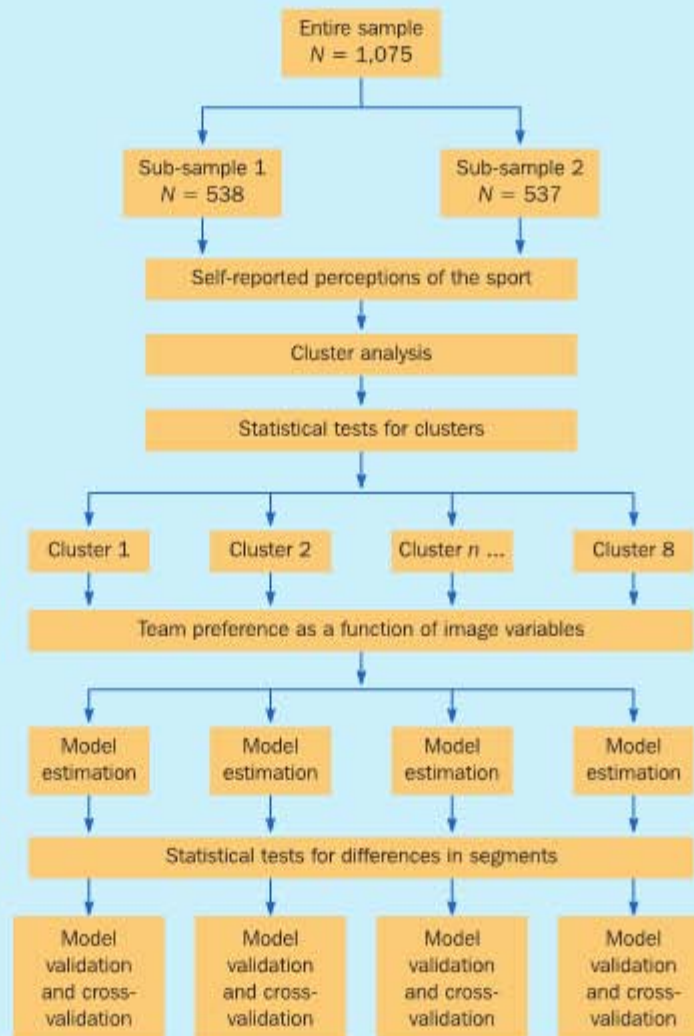 Entire sample
N = 1,075
Sub-sample 1
N = 538
Sub-sample 2
N = 537
Self-reported perceptions of the sport
Cluster analysis
Statistical tests for clusters
Cluster 1
Cluster 2
Cluster n ...
Cluster 8
Team preference as a function of image variables
Model
estimation
Model
estimation
Model
estimation
Model
estimation
Statistical tests for differences in segments
Model
validation
and cross-
validation
Model
validation
and cross-
validation
Model
validation
and cross-
validation
Model
validation
and cross-
validation